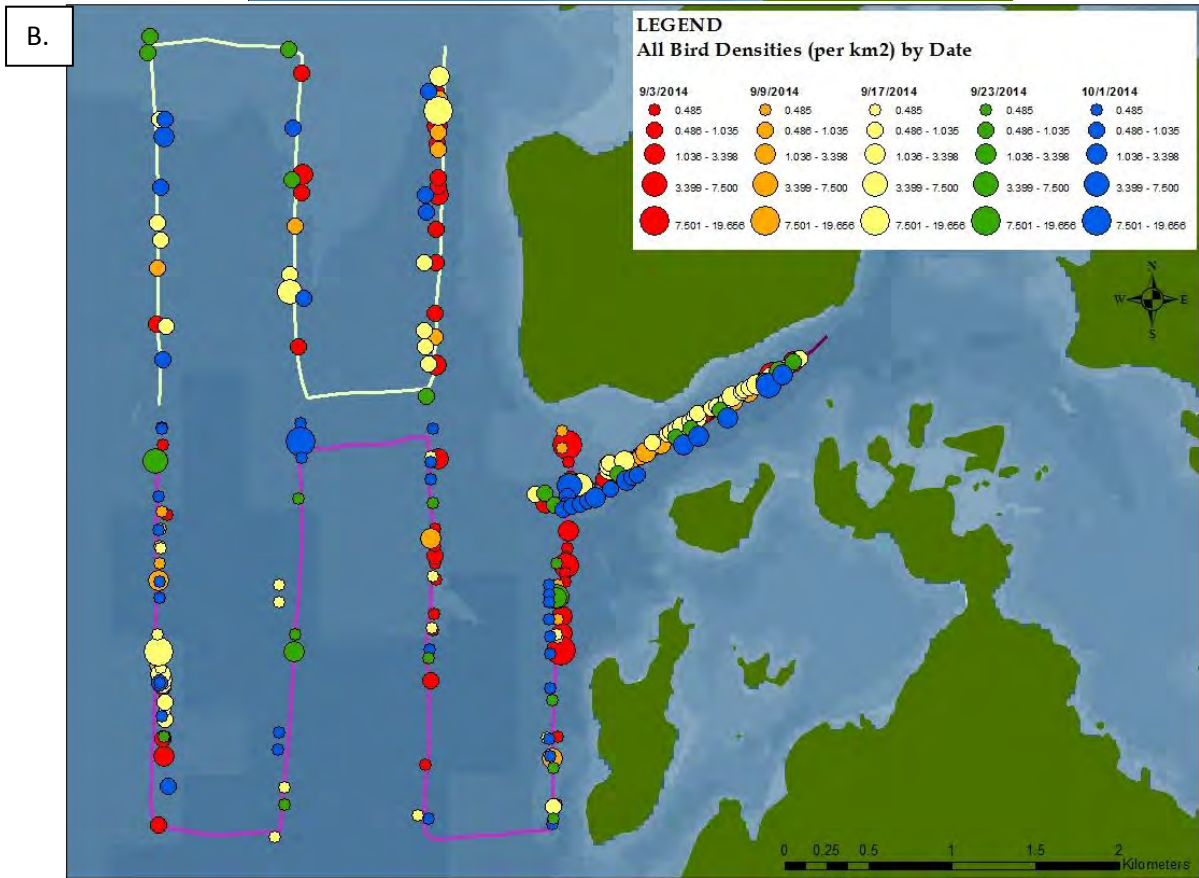 B.
LEGEND
All Bird Densities (per km2) by Date
9/3/2014 9/9/2014 9/17/2014 9/23/2014 10/1/2014
0.485 0.485 0.485 0.485 0.485
0.486 - 1.035 0.486 - 1.035 0.486 - 1.035 0.486 - 1.035 0.486 - 1.035
1.036 - 3.398 1.036 - 3.398 1.036 - 3.398 1.036 - 3.398 1.036 - 3.398
3.399 - 7.500 3.399 - 7.500 3.399 - 7.500 3.399 - 7.500 3.399 - 7.500
7.501 - 19.656 7.501 - 19.656 7.501 - 19.656 7.501 - 19.656 7.501 - 19.656
N
W E
S
0 0.25 0.5 1 1.5 2
Kilometers